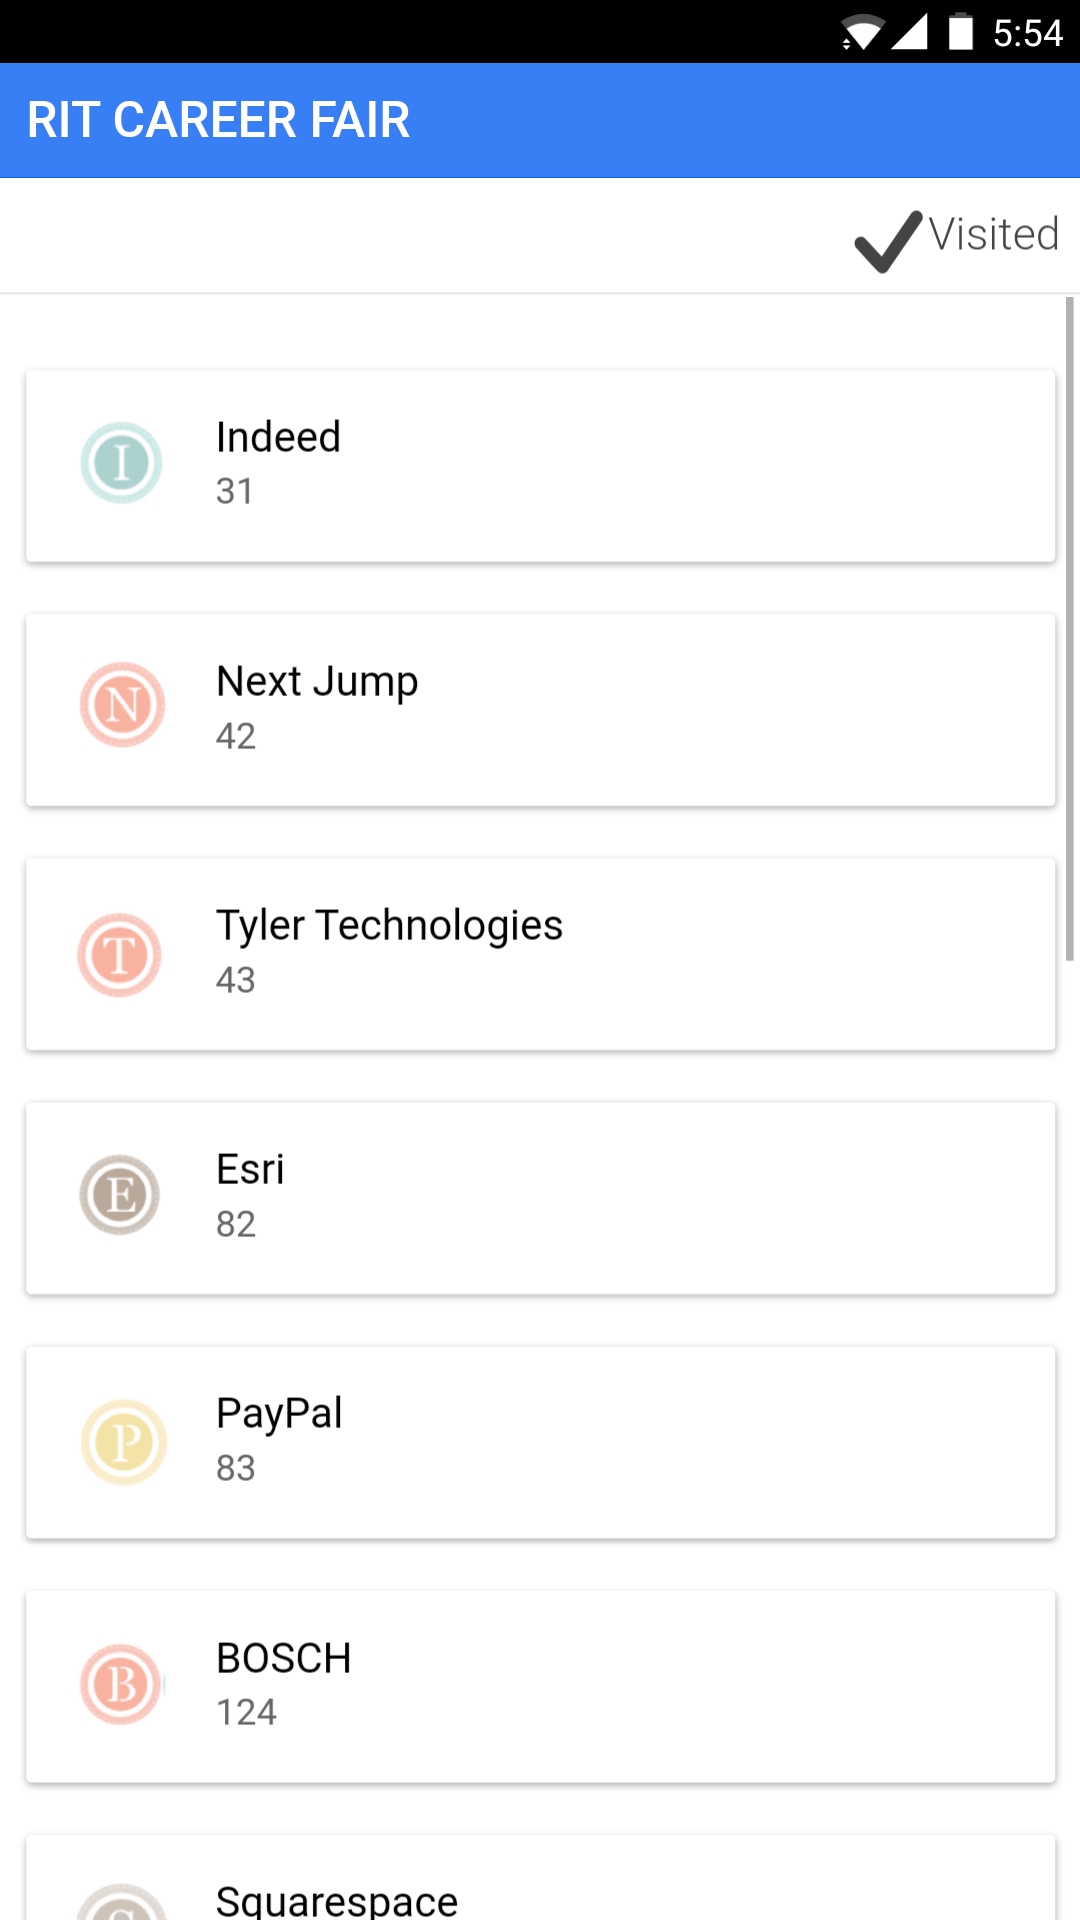 5:54
RIT CAREER FAIR
Visited
I
Indeed
31
N
Next Jump
42
T
Tyler Technologies
43
E
Esri
82
P
PayPal
83
B
BOSCH
124
S
Squarespace